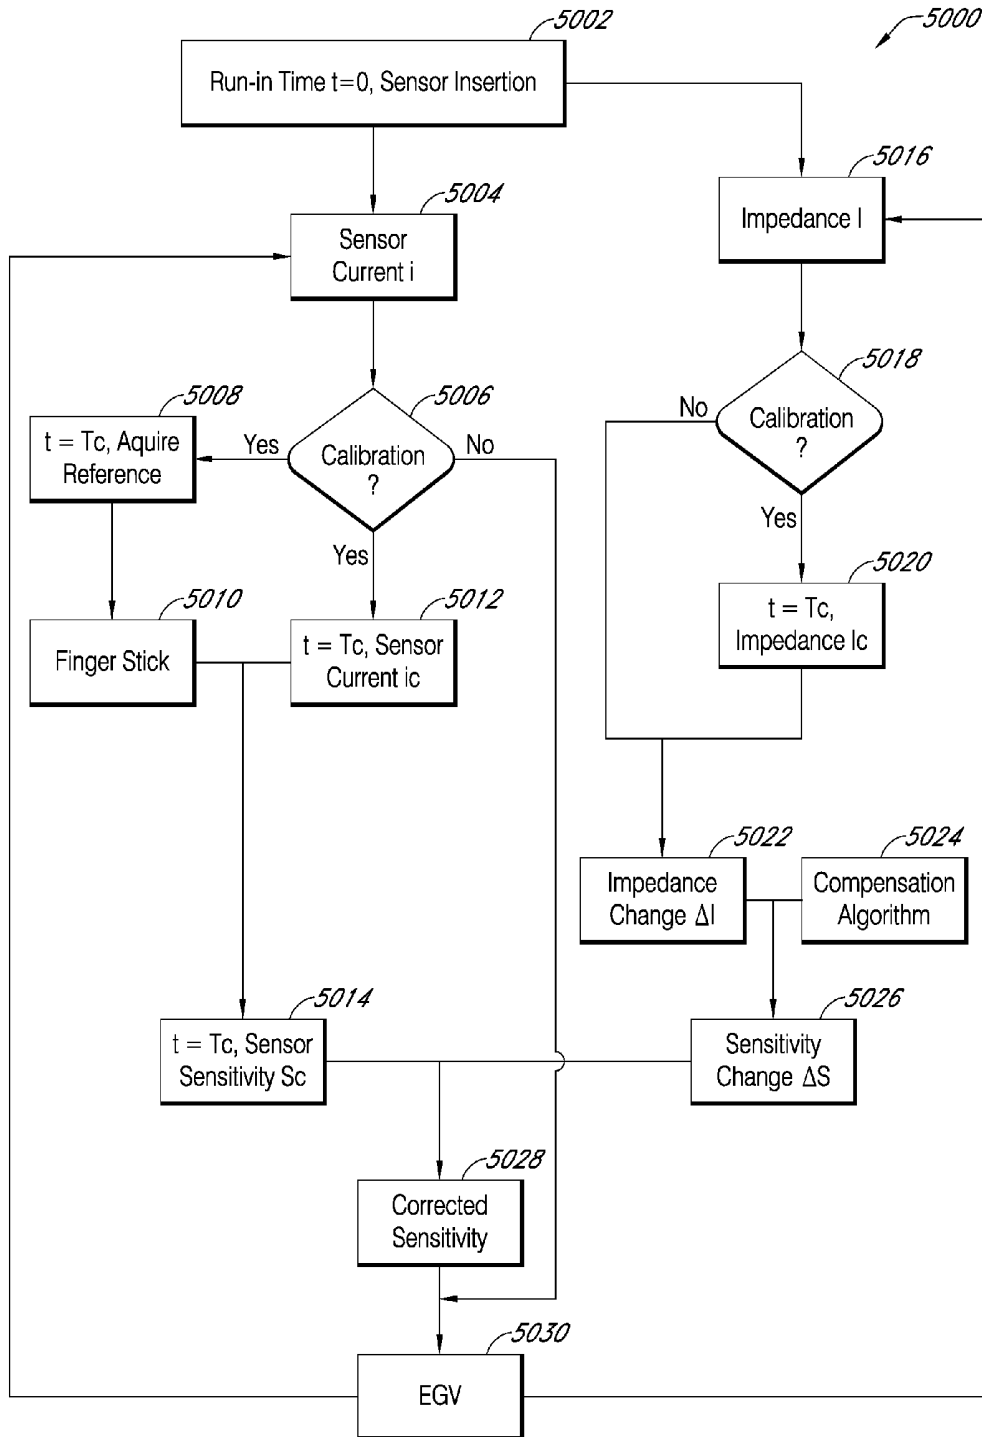 5000
5002
Run-in Time t=0, Sensor Insertion
5004
Sensor
Current i
5016
Impedance I
5006
Calibration
?
Yes
No
Yes
5008
t = Tc, Aquire
Reference
5018
Calibration
?
No
Yes
5010
Finger Stick
5012
t = Tc, Sensor
Current ic
5020
t = Tc,
Impedance Ic
5022
Impedance
Change ΔI
5024
Compensation
Algorithm
5014
t = Tc, Sensor
Sensitivity Sc
5026
Sensitivity
Change ΔS
5028
Corrected
Sensitivity
5030
EGV